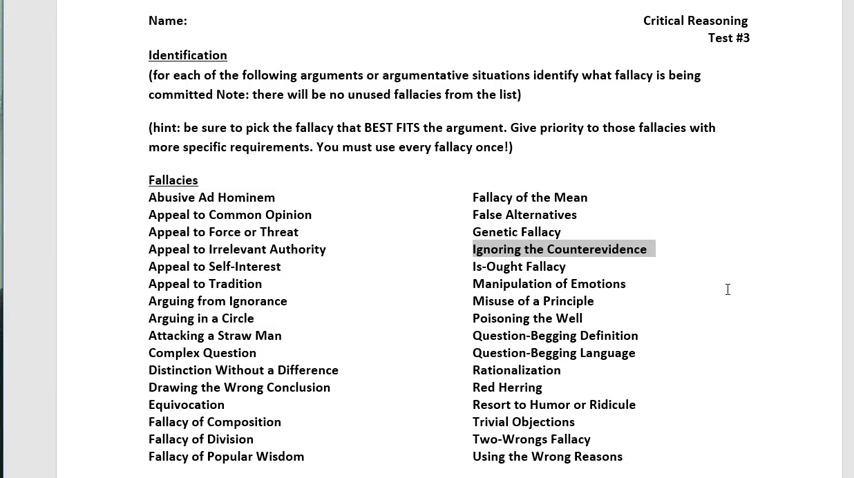 Name:
Critical Reasoning
Test #3
Identification
(for each of the following arguments or argumentative situations identify what fallacy is being
committed Note: there will be no unused fallacies from the list)
(hint: be sure to pick the fallacy that BEST FITS the argument. Give priority to those fallacies with
more specific requirements. You must use every fallacy once!)
Fallacies
Abusive Ad Hominem
Appeal to Common Opinion
Appeal to Force or Threat
Appeal to Irrelevant Authority
Appeal to Self-Interest
Appeal to Tradition
Arguing from Ignorance
Arguing in a Circle
Attacking a Straw Man
Complex Question
Distinction Without a Difference
Drawing the Wrong Conclusion
Equivocation
Fallacy of Composition
Fallacy of Division
Fallacy of Popular Wisdom
Fallacy of the Mean
False Alternatives
Genetic Fallacy
Ignoring the Counterevidence
Is-Ought Fallacy
Manipulation of Emotions
Misuse of a Principle
Poisoning the Well
Question-Begging Definition
Question-Begging Language
Rationalization
Red Herring
Resort to Humor or Ridicule
Trivial Objections
Two-Wrongs Fallacy
Using the Wrong Reasons